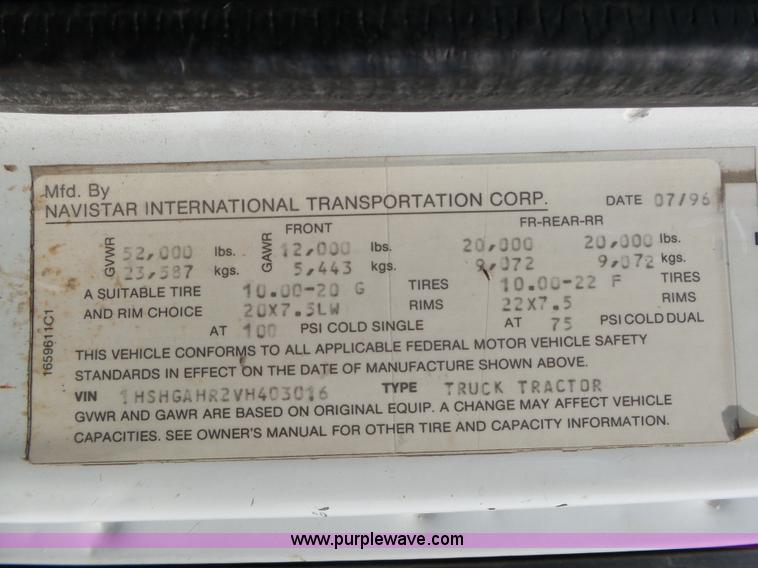 Mfd. By
NAVISTAR INTERNATIONAL TRANSPORTATION CORP. DATE 07/96
FRONT FR-REAR-RR
GVWR 52,000 lbs. GAWR 12,000 lbs. 20,000 20,000 lbs.
23,587 kgs. 5,443 kgs. 9,072 9,072 kgs.
A SUITABLE TIRE 10.00-20 G TIRES 10.00-22 F TIRES
AND RIM CHOICE 20X7.5LW RIMS 22X7.5 RIMS
AT 100 PSI COLD SINGLE AT 75 PSI COLD DUAL
THIS VEHICLE CONFORMS TO ALL APPLICABLE FEDERAL MOTOR VEHICLE SAFETY
STANDARDS IN EFFECT ON THE DATE OF MANUFACTURE SHOWN ABOVE.
VIN 1HSHGAHR2VH403016 TYPE TRUCK TRACTOR
GVWR AND GAWR ARE BASED ON ORIGINAL EQUIP. A CHANGE MAY AFFECT VEHICLE
CAPACITIES. SEE OWNER'S MANUAL FOR OTHER TIRE AND CAPACITY INFORMATION.
1659611C1
www.purplewave.com